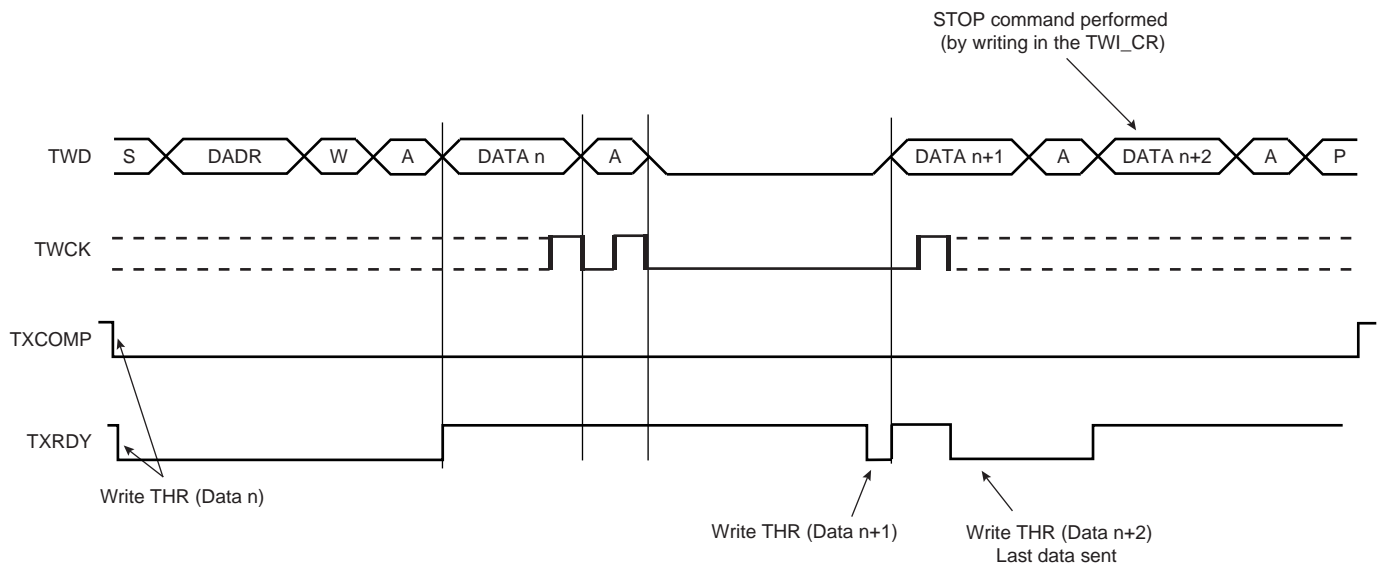 STOP command performed
(by writing in the TWI_CR)
TWD S DADR W A DATA n A DATA n+1 A DATA n+2 A P
TWCK
TXCOMP
TXRDY
Write THR (Data n)
Write THR (Data n+1)
Write THR (Data n+2)
Last data sent